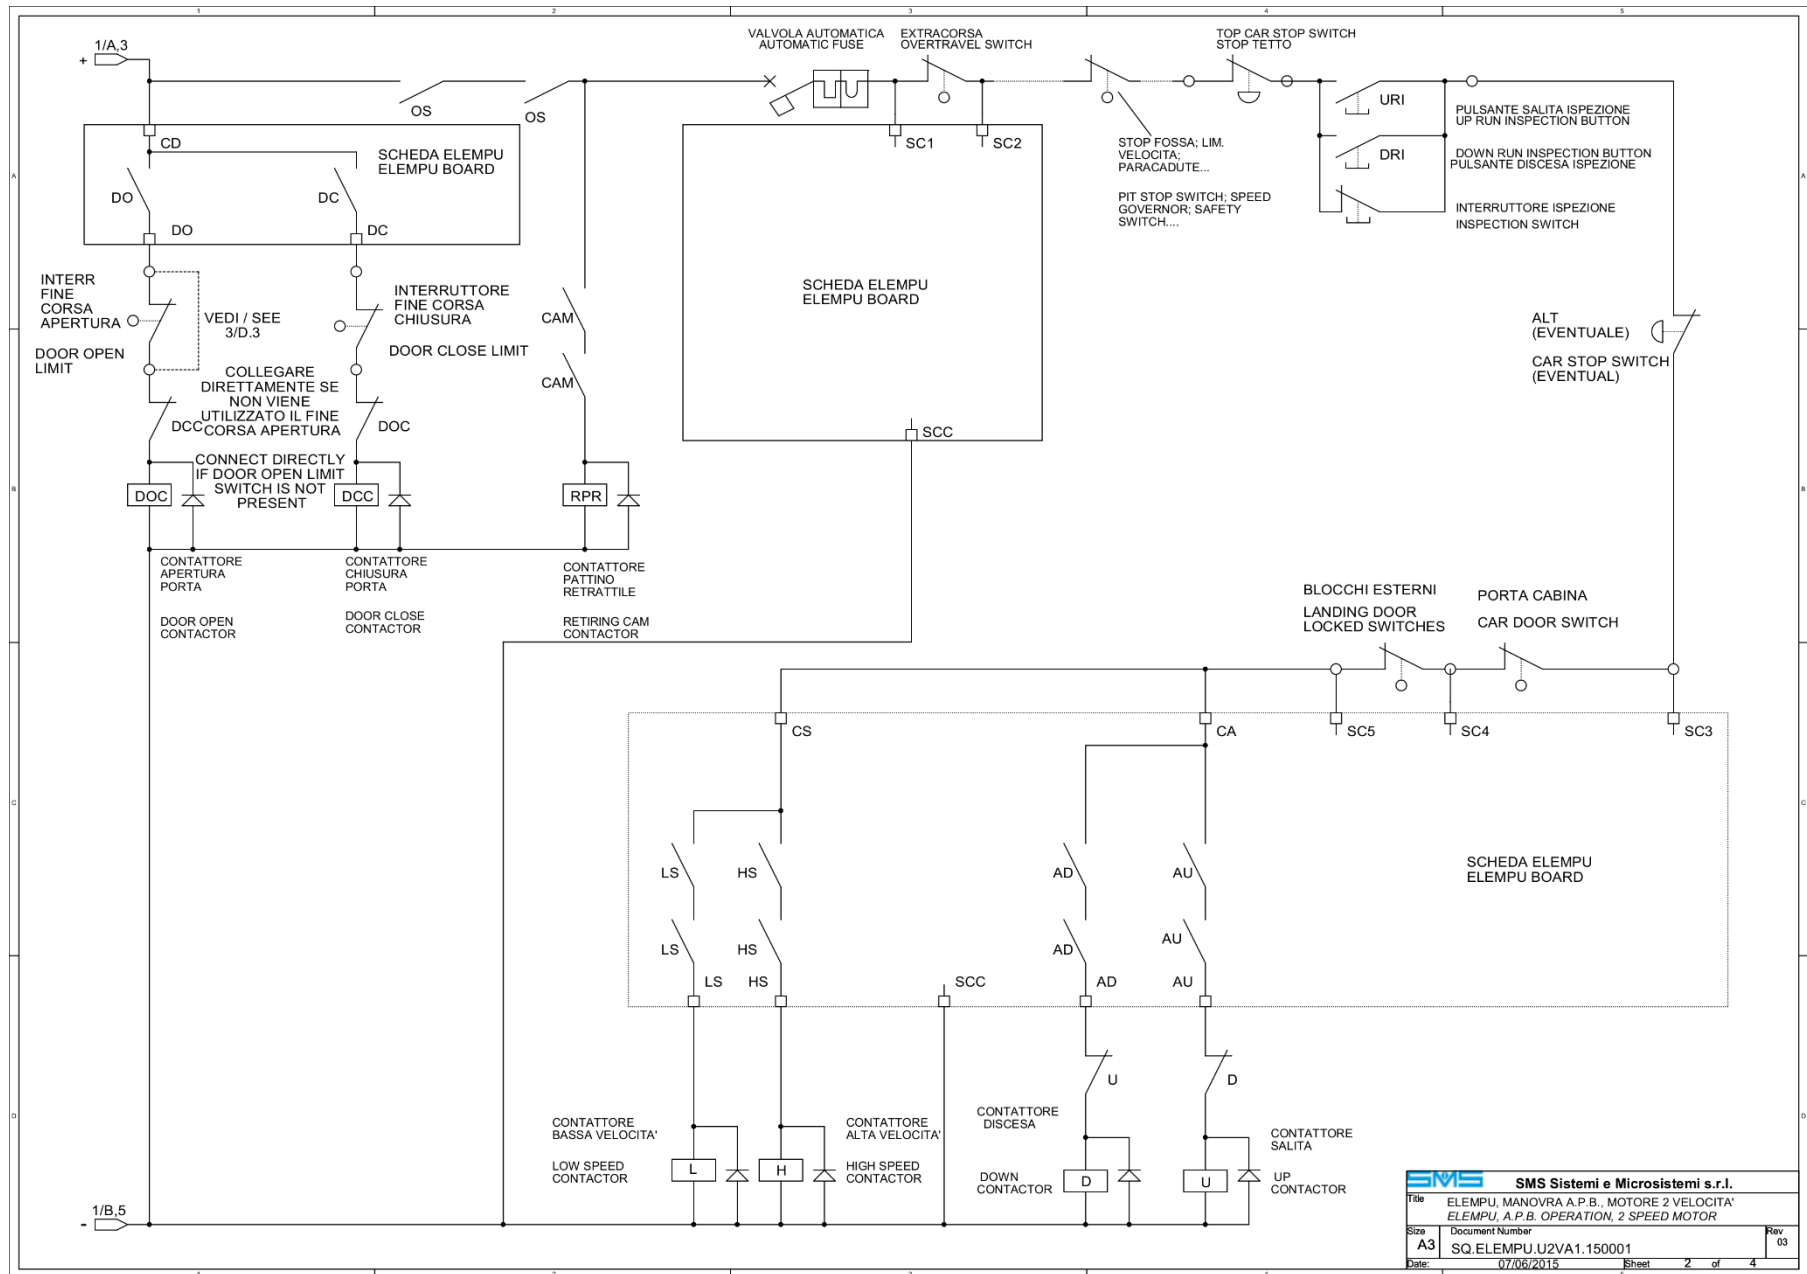 1
2
3
4
5
1/A,3
+
VALVOLA AUTOMATICA
AUTOMATIC FUSE
EXTRACORSA
OVERTRAVEL SWITCH
TOP CAR STOP SWITCH
STOP TETTO
OS
OS
URI
PULSANTE SALITA ISPEZIONE
UP RUN INSPECTION BUTTON
CD
SCHEDA ELEMPU
ELEMPU BOARD
SC1
SC2
STOP FOSSA; LIM.
VELOCITA;
PARACADUTE...
DRI
DOWN RUN INSPECTION BUTTON
PULSANTE DISCESA ISPEZIONE
A
A
DO
DC
PIT STOP SWITCH; SPEED
GOVERNOR; SAFETY
SWITCH....
INTERRUTTORE ISPEZIONE
INSPECTION SWITCH
DO
DC
INTERR
FINE
CORSA
APERTURA
DOOR OPEN
LIMIT
VEDI / SEE
3/D.3
INTERRUTTORE
FINE CORSA
CHIUSURA
DOOR CLOSE LIMIT
CAM
CAM
SCHEDA ELEMPU
ELEMPU BOARD
ALT
(EVENTUALE)
CAR STOP SWITCH
(EVENTUAL)
COLLEGARE
DIRETTAMENTE SE
NON VIENE
UTILIZZATO IL FINE
CORSA APERTURA
DCC
DOC
SCC
CONNECT DIRECTLY
IF DOOR OPEN LIMIT
SWITCH IS NOT
PRESENT
B
B
DOC
DCC
RPR
CONTATTORE
APERTURA
PORTA
DOOR OPEN
CONTACTOR
CONTATTORE
CHIUSURA
PORTA
DOOR CLOSE
CONTACTOR
CONTATTORE
PATTINO
RETRATTILE
RETIRING CAM
CONTACTOR
BLOCCHI ESTERNI
LANDING DOOR
LOCKED SWITCHES
PORTA CABINA
CAR DOOR SWITCH
CS
CA
SC5
SC4
SC3
C
C
LS
HS
AD
AU
SCHEDA ELEMPU
ELEMPU BOARD
LS
HS
AD
AU
LS
HS
SCC
AD
AU
U
D
D
D
CONTATTORE
BASSA VELOCITA'
LOW SPEED
CONTACTOR
CONTATTORE
ALTA VELOCITA'
HIGH SPEED
CONTACTOR
CONTATTORE
DISCESA
DOWN
CONTACTOR
CONTATTORE
SALITA
UP
CONTACTOR
L
H
D
U
1/B,5
-
SMS
SMS Sistemi e Microsistemi s.r.l.
Title
ELEMPU, MANOVRA A.P.B., MOTORE 2 VELOCITA'
ELEMPU, A.P.B. OPERATION, 2 SPEED MOTOR
Size
A3
Document Number
SQ.ELEMPU.U2VA1.150001
Rev
03
Date:
07/06/2015
Sheet
2 of 4
1
2
3
4
5